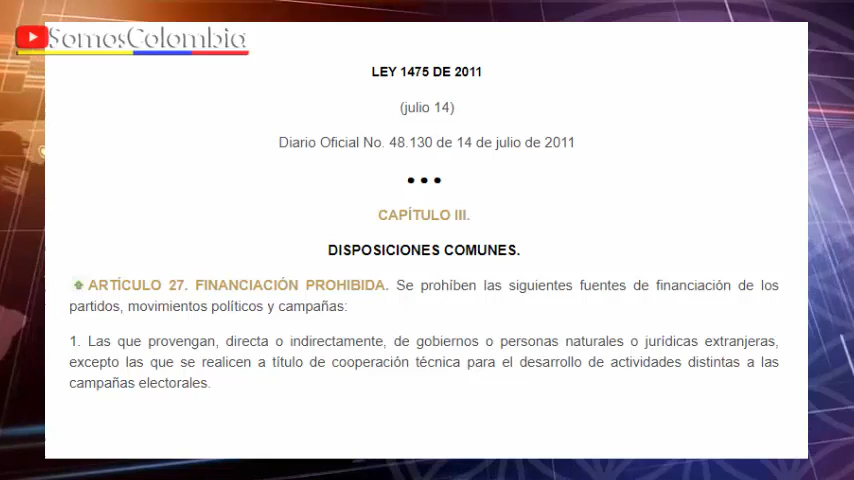 SomosColombia
LEY 1475 DE 2011
(julio 14)
Diario Oficial No. 48.130 de 14 de julio de 2011
• • •
CAPÍTULO III.
DISPOSICIONES COMUNES.
ARTÍCULO 27. FINANCIACIÓN PROHIBIDA. Se prohíben las siguientes fuentes de financiación de los
partidos, movimientos políticos y campañas:
1. Las que provengan, directa o indirectamente, de gobiernos o personas naturales o jurídicas extranjeras,
excepto las que se realicen a título de cooperación técnica para el desarrollo de actividades distintas a las
campañas electorales.